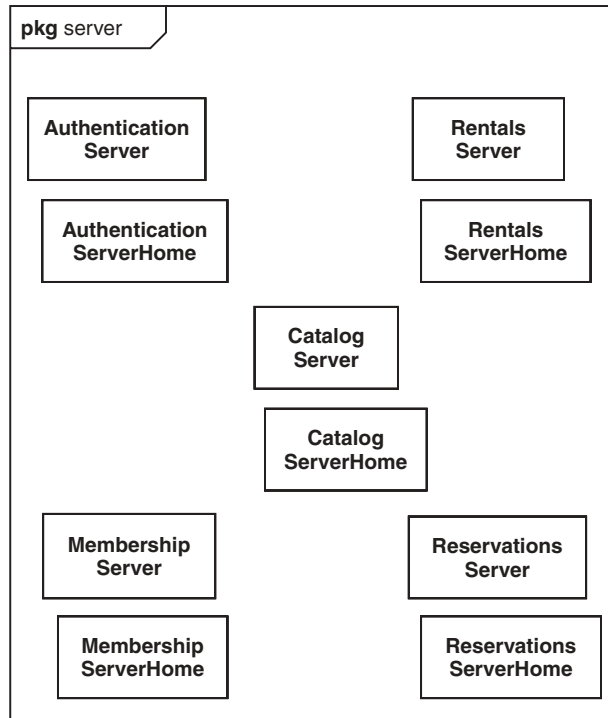 pkg server
Authentication
Server
Rentals
Server
Authentication
ServerHome
Rentals
ServerHome
Catalog
Server
Catalog
ServerHome
Membership
Server
Reservations
Server
Membership
ServerHome
Reservations
ServerHome